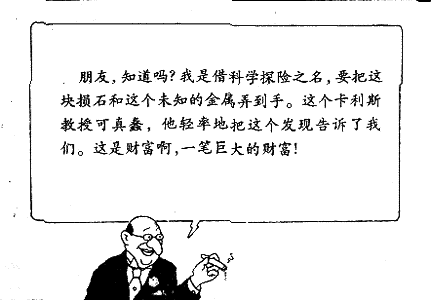 朋友，知道吗？我是借科学探险之名，要把这
块损石和这个未知的金属弄到手。这个卡利斯
教授可真蠢，他轻率地把这个发现告诉了我
们。这是财富啊，一笔巨大的财富！